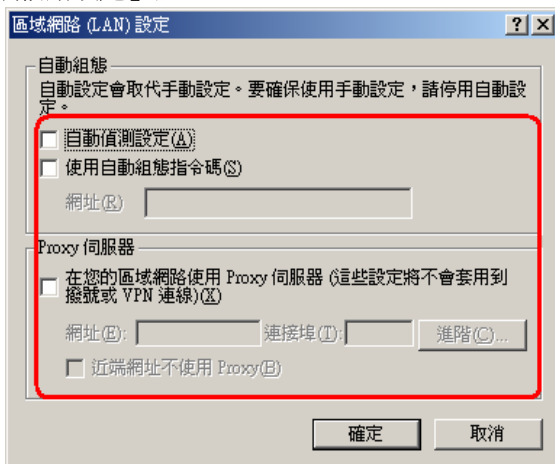 區域網路 (LAN) 設定
自動組態
自動設定會取代手動設定。要確保使用手動設定，請停用自動設
定。
自動偵測設定(A)
使用自動組態指令碼(S)
網址(R)
Proxy 伺服器
在您的區域網路使用 Proxy 伺服器 (這些設定將不會套用到
撥號或 VPN 連線)(X)
網址(E): 連接埠(T): 進階(C)...
近端網址不使用 Proxy(B)
確定 取消